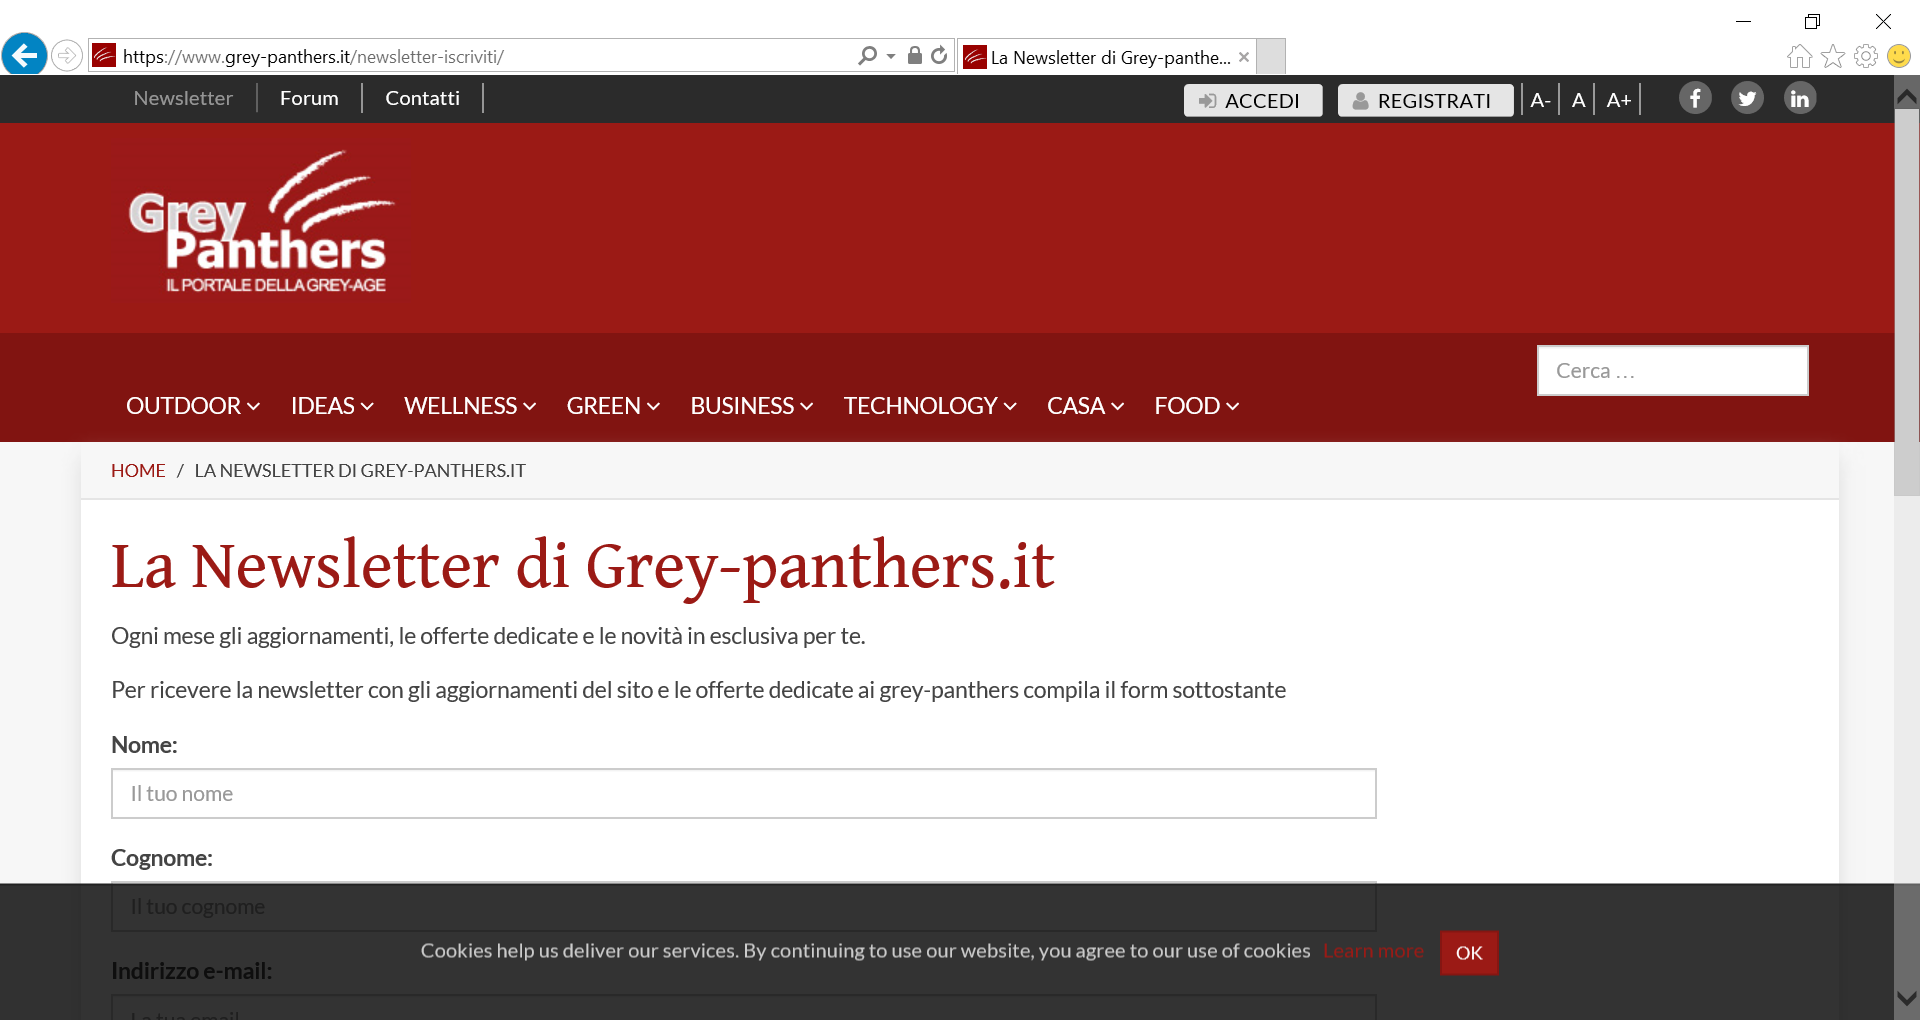 https://www.grey-panthers.it/newsletter-iscriviti/
La Newsletter di Grey-panthe...
Newsletter Forum Contatti
ACCEDI REGISTRATI A- A A+
Grey
Panthers
IL PORTALE DELLA GREY-AGE
Cerca ...
OUTDOOR IDEAS WELLNESS GREEN BUSINESS TECHNOLOGY CASA FOOD
HOME / LA NEWSLETTER DI GREY-PANTHERS.IT
La Newsletter di Grey-panthers.it
Ogni mese gli aggiornamenti, le offerte dedicate e le novità in esclusiva per te.
Per ricevere la newsletter con gli aggiornamenti del sito e le offerte dedicate ai grey-panthers compila il form sottostante
Nome:
Il tuo nome
Cognome:
Il tuo cognome
Cookies help us deliver our services. By continuing to use our website, you agree to our use of cookies Learn more OK
Indirizzo e-mail:
La tua email